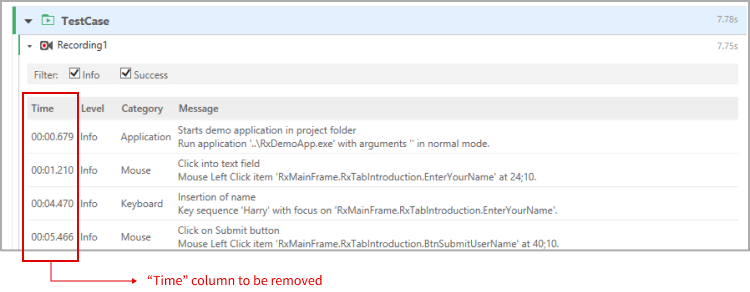 TestCase 7.78s
Recording1 7.75s
Filter: Info Success
Time Level Category Message
00:00.679 Info Application Starts demo application in project folder
Run application '..\RxDemoApp.exe' with arguments '' in normal mode.
00:01.210 Info Mouse Click into text field
Mouse Left Click item 'RxMainFrame.RxTabIntroduction.EnterYourName' at 24;10.
00:04.470 Info Keyboard Insertion of name
Key sequence 'Harry' with focus on 'RxMainFrame.RxTabIntroduction.EnterYourName'.
00:05.466 Info Mouse Click on Submit button
Mouse Left Click item 'RxMainFrame.RxTabIntroduction.BtnSubmitUserName' at 40;10.
“Time” column to be removed